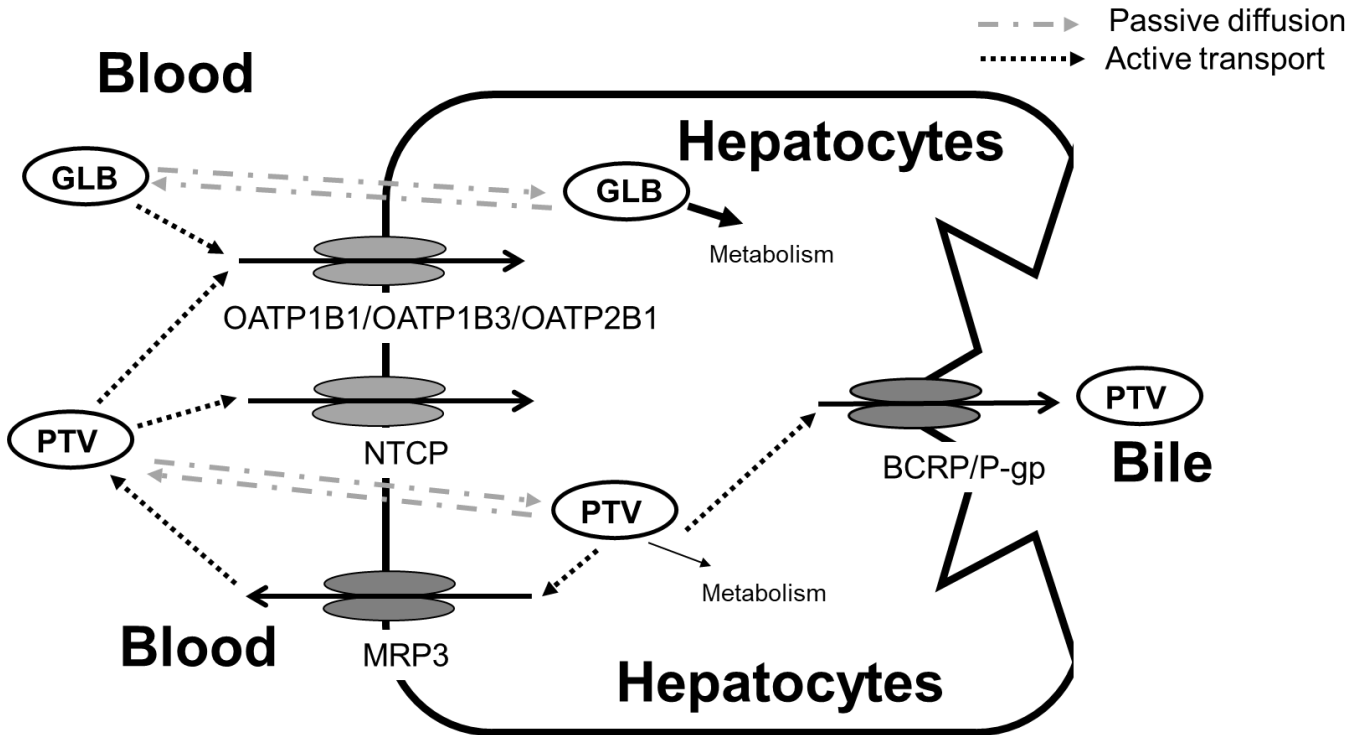 Passive diffusion
Active transport
Blood
Hepatocytes
GLB
GLB
Metabolism
OATP1B1/OATP1B3/OATP2B1
PTV
PTV
NTCP
BCRP/P-gp
Bile
PTV
Metabolism
Blood
MRP3
Hepatocytes